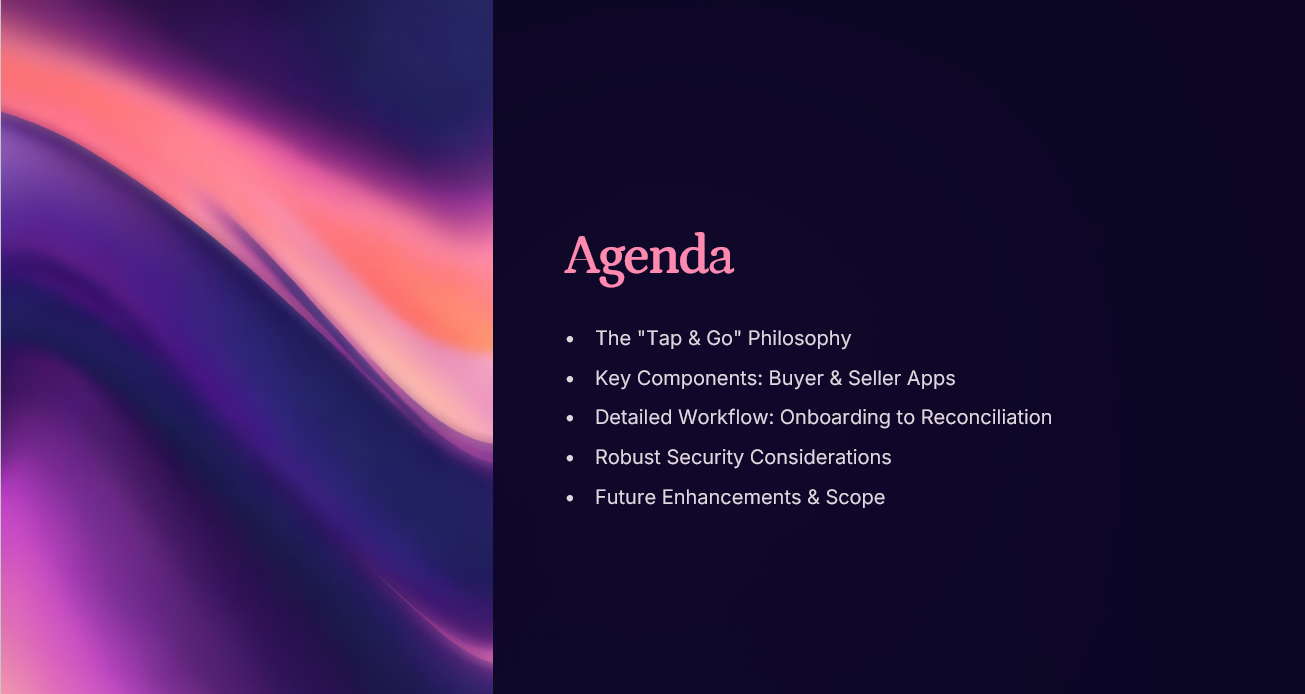 Agenda
• The "Tap & Go" Philosophy
• Key Components: Buyer & Seller Apps
• Detailed Workflow: Onboarding to Reconciliation
• Robust Security Considerations
• Future Enhancements & Scope